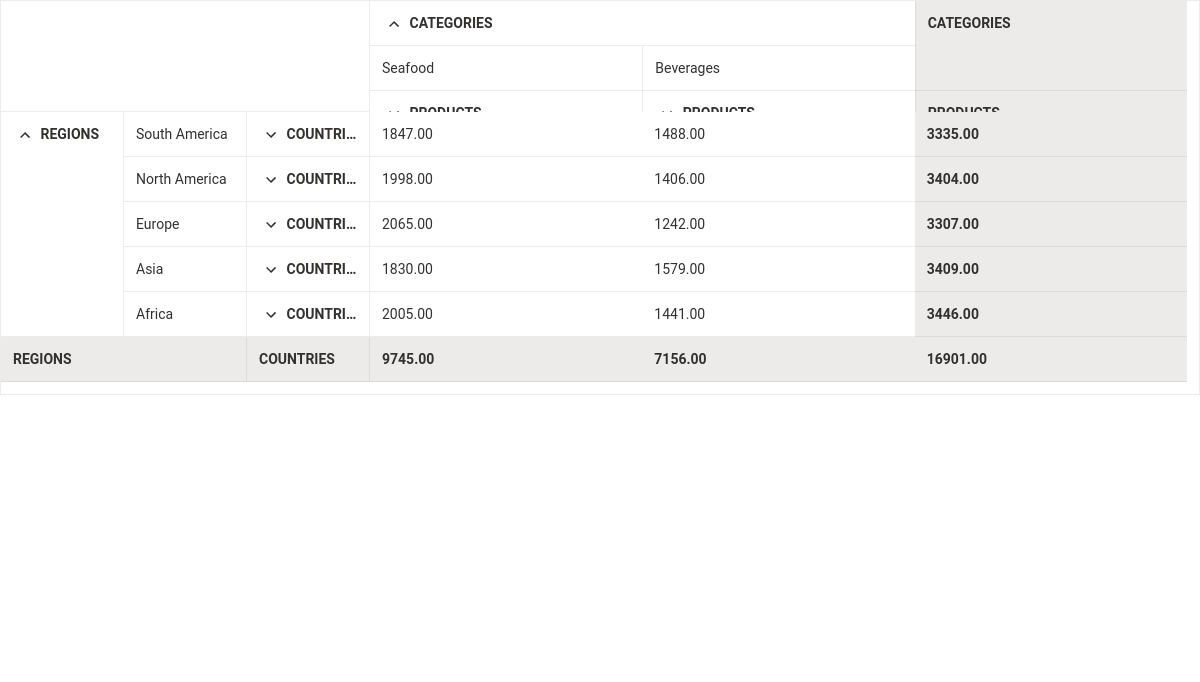 CATEGORIES CATEGORIES
Seafood Beverages
PRODUCTS PRODUCTS PRODUCTS
REGIONS South America COUNTRI... 1847.00 1488.00 3335.00
North America COUNTRI... 1998.00 1406.00 3404.00
Europe COUNTRI... 2065.00 1242.00 3307.00
Asia COUNTRI... 1830.00 1579.00 3409.00
Africa COUNTRI... 2005.00 1441.00 3446.00
REGIONS COUNTRIES 9745.00 7156.00 16901.00